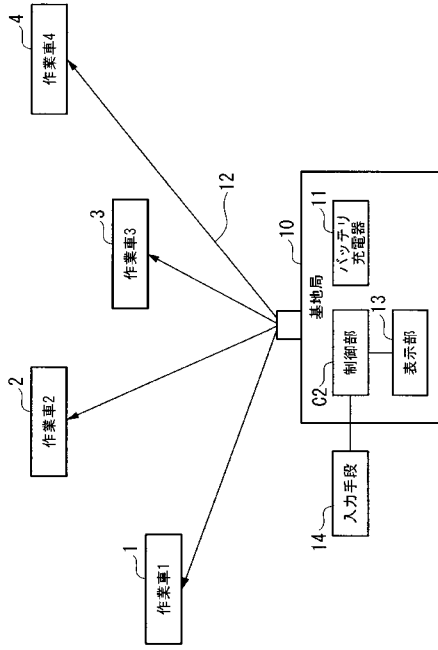 4
作業車4
2
作業車2
3
作業車3
12
1
作業車1
10
基地局
11
バッテリ
充電器
C2
制御部
13
表示部
14
入力手段